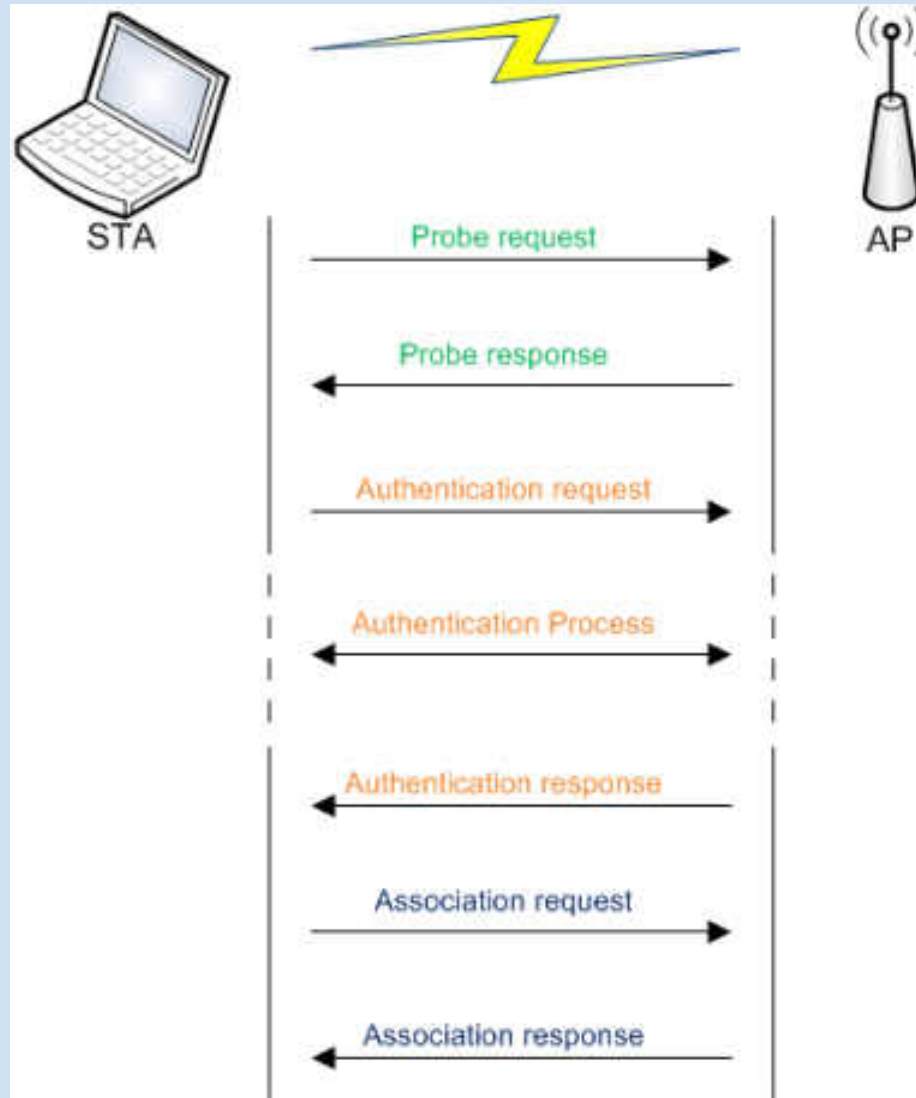 STA
AP
Probe request
Probe response
Authentication request
Authentication Process
Authentication response
Association request
Association response